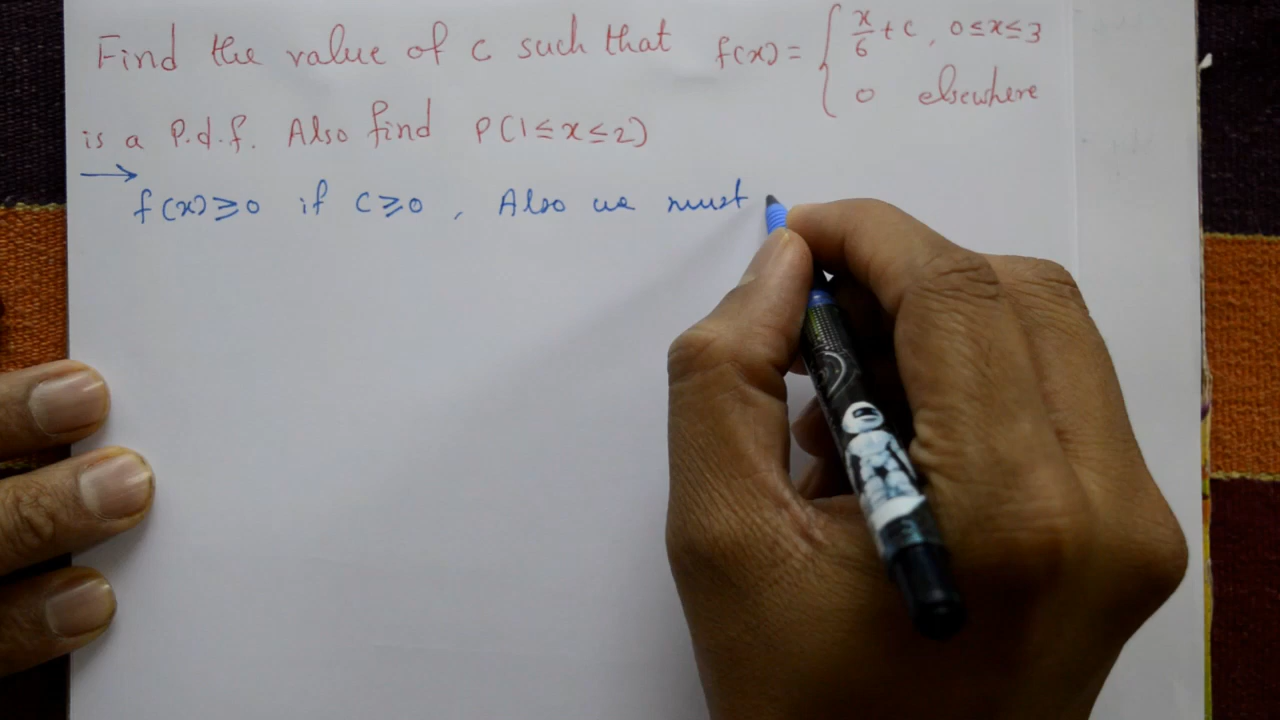 Find the value of c such that f(x) = { x/6 + c, 0≤x≤3
0 elsewhere
is a P.d.f. Also find P(1≤x≤2)
→ f(x)≥0 if c≥0, Also we must